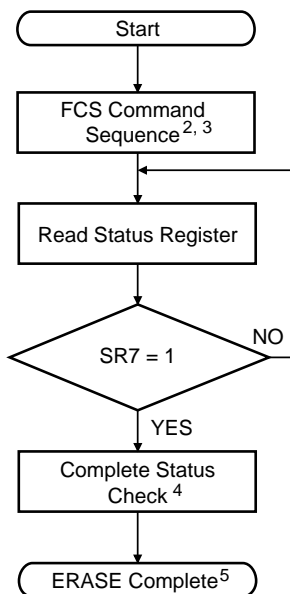 Start
FCS Command
Sequence2, 3
Read Status Register
SR7 = 1
NO
YES
Complete Status
Check 4
ERASE Complete5